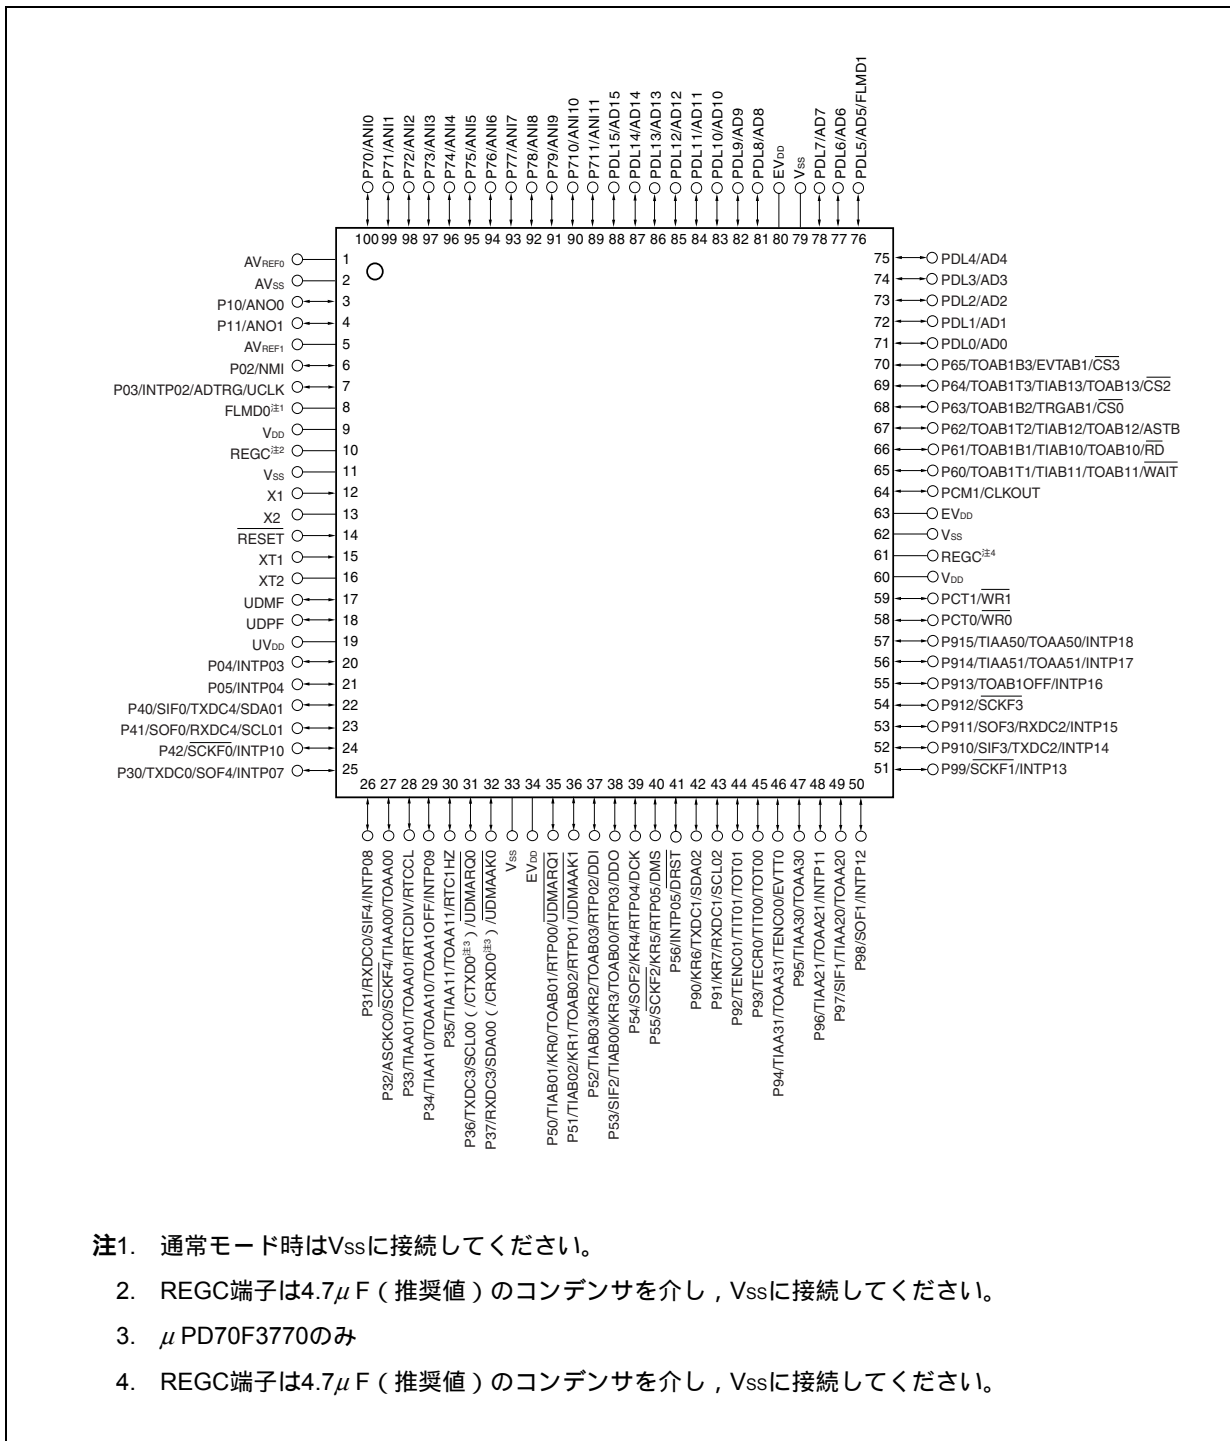 P70/ANI0
P71/ANI1
P72/ANI2
P73/ANI3
P74/ANI4
P75/ANI5
P76/ANI6
P77/ANI7
P78/ANI8
P79/ANI9
P710/ANI10
P711/ANI11
PDL15/AD15
PDL14/AD14
PDL13/AD13
PDL12/AD12
PDL11/AD11
PDL10/AD10
PDL9/AD9
PDL8/AD8
EVDD
VSS
PDL7/AD7
PDL6/AD6
PDL5/AD5/FLMD1
100 99 98 97 96 95 94 93 92 91 90 89 88 87 86 85 84 83 82 81 80 79 78 77 76
AVREF0 1
AVSS 2
P10/ANO0 3
P11/ANO1 4
AVREF1 5
P02/NMI 6
P03/INTP02/ADTRG/UCLK 7
FLMD0注1 8
VDD 9
REGC注2 10
VSS 11
X1 12
X2 13
RESET 14
XT1 15
XT2 16
UDMF 17
UDPF 18
UVDD 19
P04/INTP03 20
P05/INTP04 21
P40/SIF0/TXDC4/SDA01 22
P41/SOF0/RXDC4/SCL01 23
P42/SCKF0/INTP10 24
P30/TXDC0/SOF4/INTP07 25
75 PDL4/AD4
74 PDL3/AD3
73 PDL2/AD2
72 PDL1/AD1
71 PDL0/AD0
70 P65/TOAB1B3/EVTAB1/CS3
69 P64/TOAB1T3/TIAB13/TOAB13/CS2
68 P63/TOAB1B2/TRGAB1/CS0
67 P62/TOAB1T2/TIAB12/TOAB12/ASTB
66 P61/TOAB1B1/TIAB10/TOAB10/RD
65 P60/TOAB1T1/TIAB11/TOAB11/WAIT
64 PCM1/CLKOUT
63 EVDD
62 VSS
61 REGC注4
60 VDD
59 PCT1/WR1
58 PCT0/WR0
57 P915/TIAA50/TOAA50/INTP18
56 P914/TIAA51/TOAA51/INTP17
55 P913/TOAB1OFF/INTP16
54 P912/SCKF3
53 P911/SOF3/RXDC2/INTP15
52 P910/SIF3/TXDC2/INTP14
51 P99/SCKF1/INTP13
26 27 28 29 30 31 32 33 34 35 36 37 38 39 40 41 42 43 44 45 46 47 48 49 50
P31/RXDC0/SIF4/INTP08
P32/ASCKC0/SCKF4/TIAA00/TOAA00
P33/TIAA01/TOAA01/RTCDIV/RTCCL
P34/TIAA10/TOAA10/TOAA1OFF/INTP09
P35/TIAA11/TOAA11/RTC1HZ
P36/TXDC3/SCL00（/CTXD0注3）/UDMARQ0
P37/RXDC3/SDA00（/CRXD0注3）/UDMAAK0
VSS
EVDD
P50/TIAB01/KR0/TOAB01/RTP00/UDMARQ1
P51/TIAB02/KR1/TOAB02/RTP01/UDMAAK1
P52/TIAB03/KR2/TOAB03/RTP02/DDI
P53/SIF2/TIAB00/KR3/TOAB00/RTP03/DDO
P54/SOF2/KR4/RTP04/DCK
P55/SCKF2/KR5/RTP05/DMS
P56/INTP05/DRST
P90/KR6/TXDC1/SDA02
P91/KR7/RXDC1/SCL02
P92/TENC01/TIT01/TOT01
P93/TECR0/TIT00/TOT00
P94/TIAA31/TOAA31/TENC00/EVTT0
P95/TIAA30/TOAA30
P96/TIAA21/TOAA21/INTP11
P97/SIF1/TIAA20/TOAA20
P98/SOF1/INTP12
注1. 通常モード時はVSSに接続してください。
2. REGC端子は4.7μF（推奨値）のコンデンサを介し，VSSに接続してください。
3. μPD70F3770のみ
4. REGC端子は4.7μF（推奨値）のコンデンサを介し，VSSに接続してください。